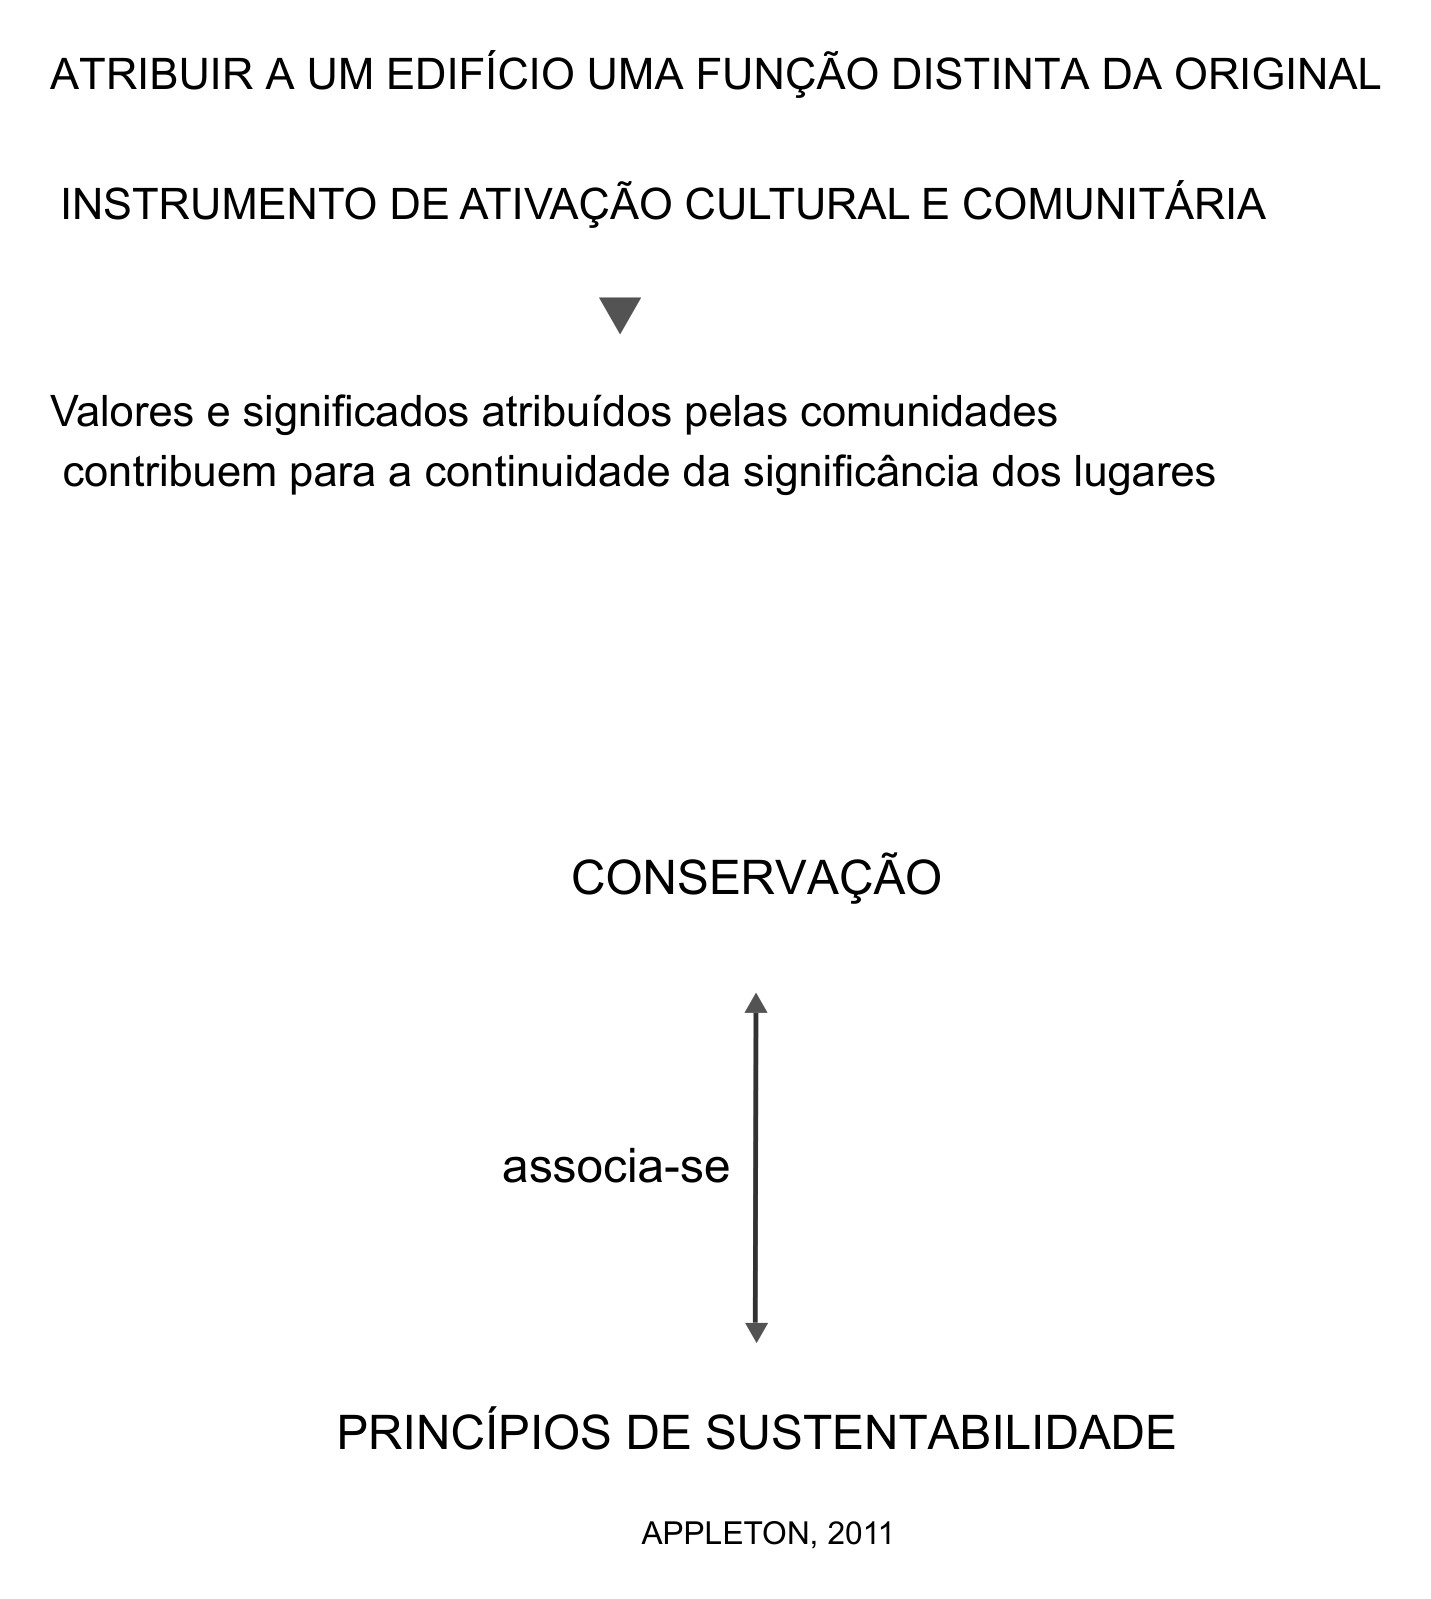 ATRIBUIR A UM EDIFÍCIO UMA FUNÇÃO DISTINTA DA ORIGINAL
INSTRUMENTO DE ATIVAÇÃO CULTURAL E COMUNITÁRIA
Valores e significados atribuídos pelas comunidades
contribuem para a continuidade da significância dos lugares
CONSERVAÇÃO
associa-se
PRINCÍPIOS DE SUSTENTABILIDADE
APPLETON, 2011